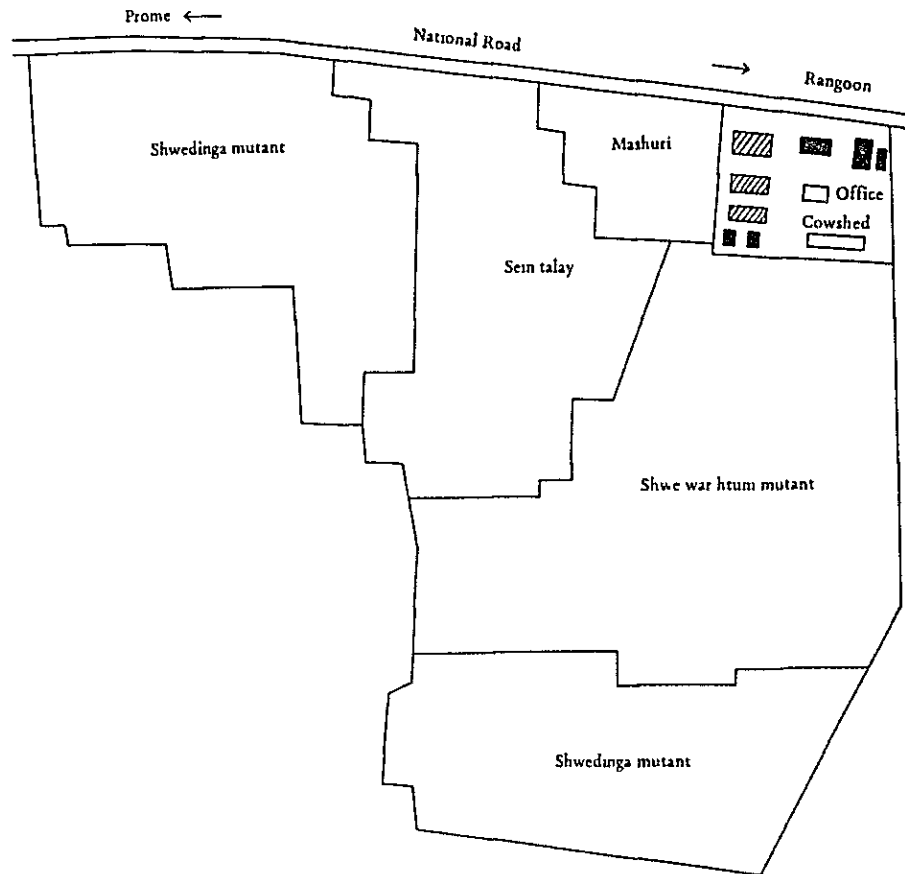 Prome
National Road
Rangoon
Shwedinga mutant
Mashuri
Office
Cowshed
Sein talay
Shwe war htum mutant
Shwedinga mutant